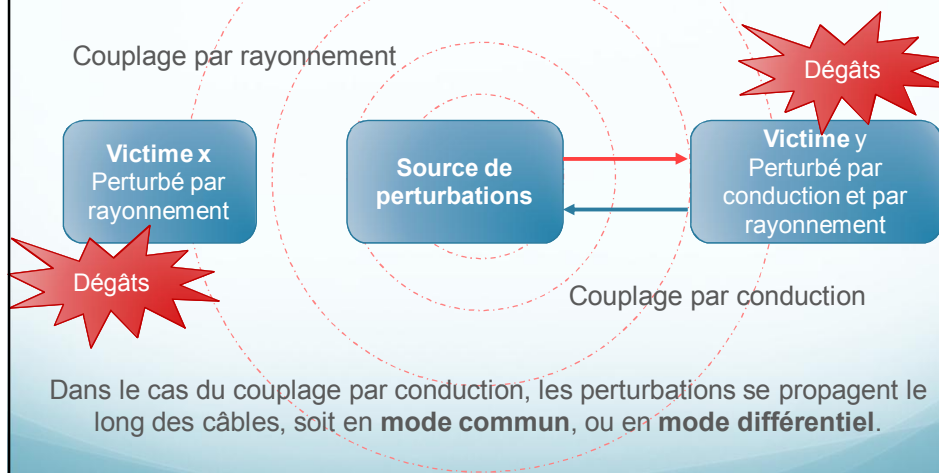 Couplage par rayonnement
Dégâts
Victime x
Perturbé par
rayonnement
Source de
perturbations
Victime y
Perturbé par
conduction et par
rayonnement
Dégâts
Couplage par conduction
Dans le cas du couplage par conduction, les perturbations se propagent le
long des câbles, soit en mode commun, ou en mode différentiel.